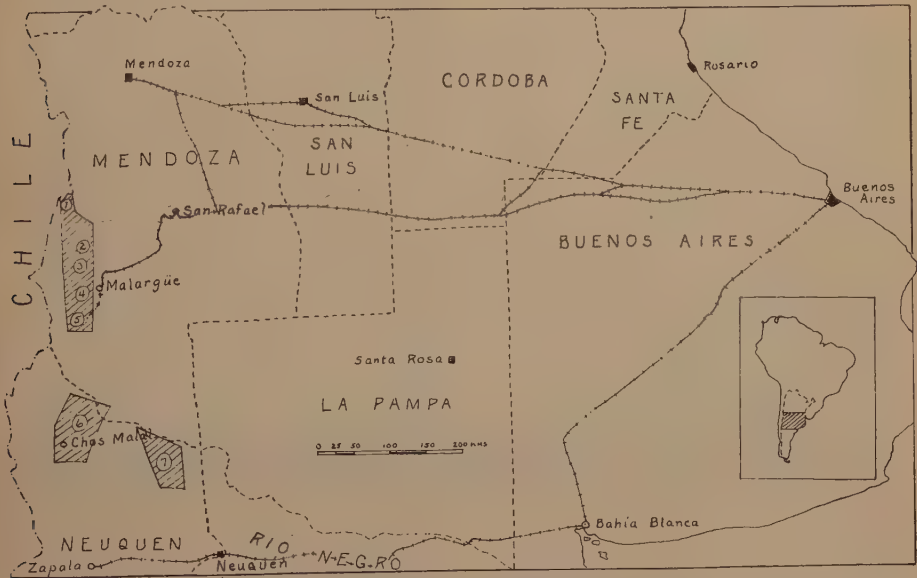 Mendoza
CORDOBA
Rosario
San Luis
SANTA
FE
SAN
LUIS
MENDOZA
CHILE
1
San Rafael
Buenos
Aires
BUENOS AIRES
2
3
4
Malargüe
5
Santa Rosa
LA PAMPA
6
Chos Malal
0 25 50 100 150 200 kms
7
Bahia Blanca
NEUQUEN
RIO
NEGRO
Zapala
Neuquén